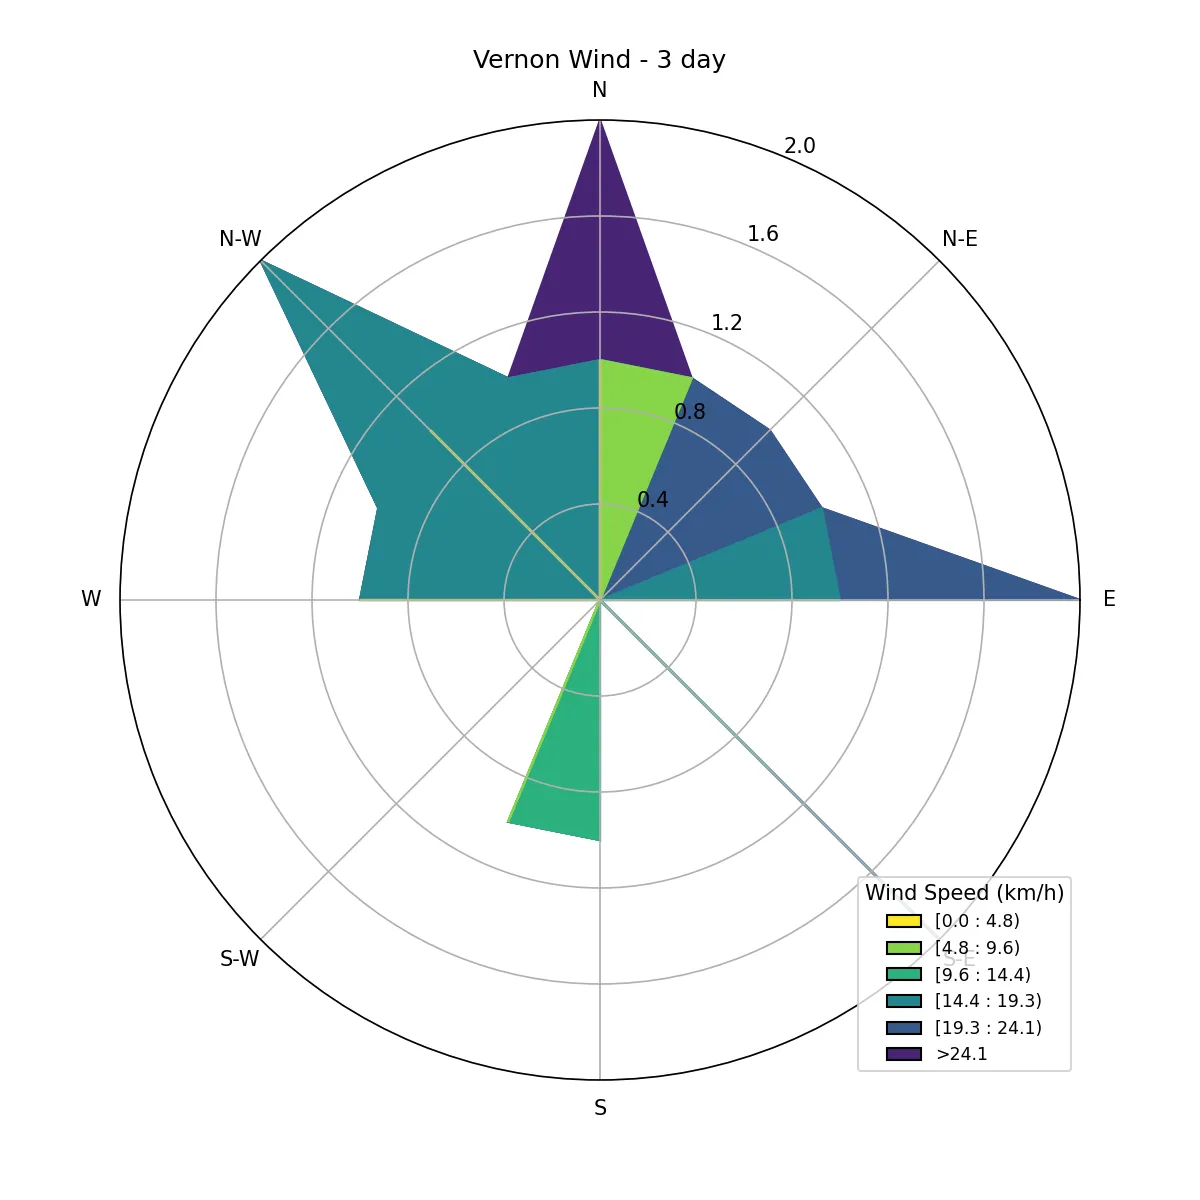 Vernon Wind - 3 day
N
2.0
N-W
1.6
N-E
1.2
0.8
0.4
W
E
Wind Speed (km/h)
[0.0 : 4.8)
[4.8 : 9.6)
S-W
S-E
[9.6 : 14.4)
[14.4 : 19.3)
[19.3 : 24.1)
>24.1
S